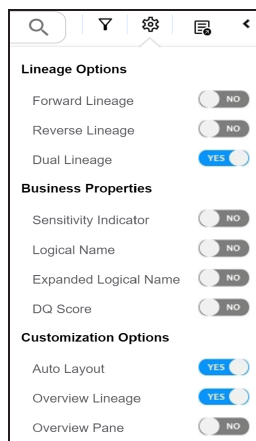 Lineage Options
Forward Lineage NO
Reverse Lineage NO
Dual Lineage YES
Business Properties
Sensitivity Indicator NO
Logical Name NO
Expanded Logical Name NO
DQ Score NO
Customization Options
Auto Layout YES
Overview Lineage YES
Overview Pane NO